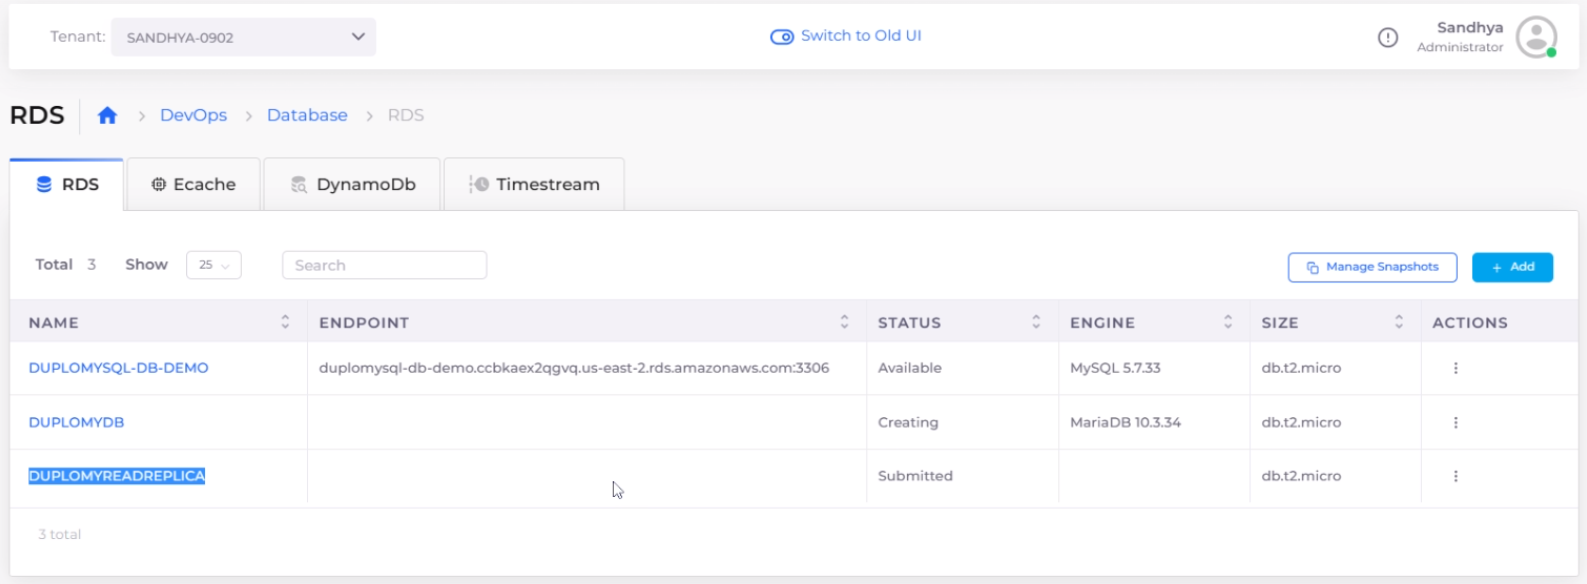 Tenant: SANDHYA-0902 Switch to Old UI Sandhya
Administrator
RDS DevOps Database RDS
RDS Ecache DynamoDb Timestream
Total 3 Show 25 Search Manage Snapshots + Add
NAME ENDPOINT STATUS ENGINE SIZE ACTIONS
DUPLOMYSQL-DB-DEMO duplomysql-db-demo.ccbkaex2qgvq.us-east-2.rds.amazonaws.com:3306 Available MySQL 5.7.33 db.t2.micro
DUPLOMYDB Creating MariaDB 10.3.34 db.t2.micro
DUPLOMYREADREPLICA Submitted db.t2.micro
3 total